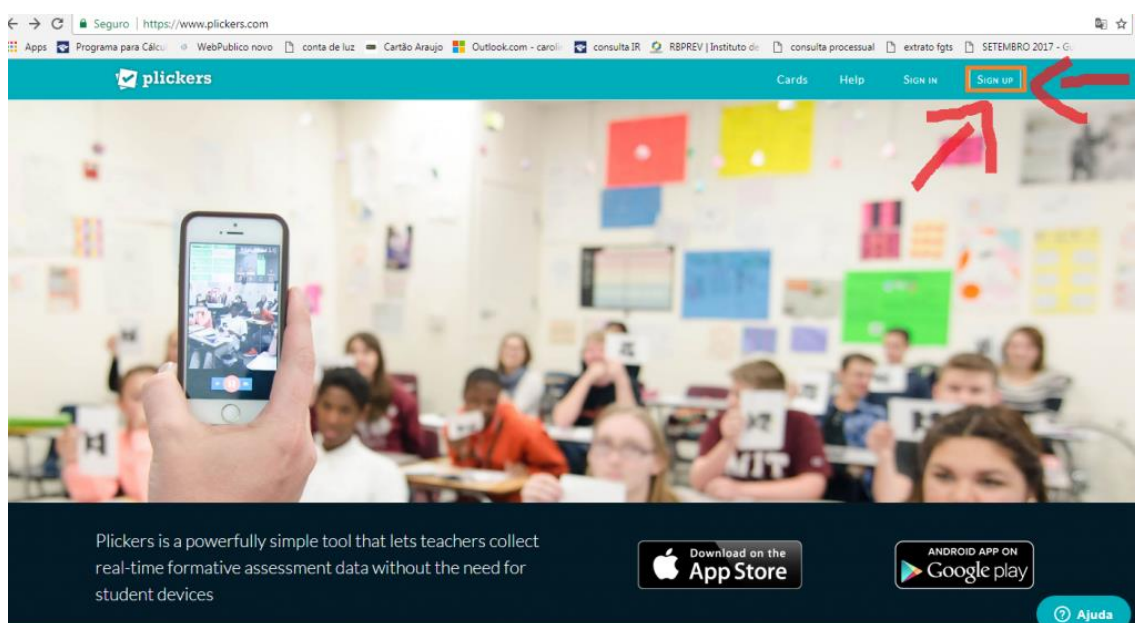 Seguro | https://www.plickers.com
Apps Programa para Cálcu WebPublico novo conta de luz Cartão Araujo Outlook.com - caroli consulta IR RBPREV | Instituto de consulta processual extrato fgts SETEMBRO 2017 - G
plickers Cards Help SIGN IN SIGN UP
MIT
Plickers is a powerfully simple tool that lets teachers collect
real-time formative assessment data without the need for
student devices
Download on the
App Store
ANDROID APP ON
Google play
Ajuda